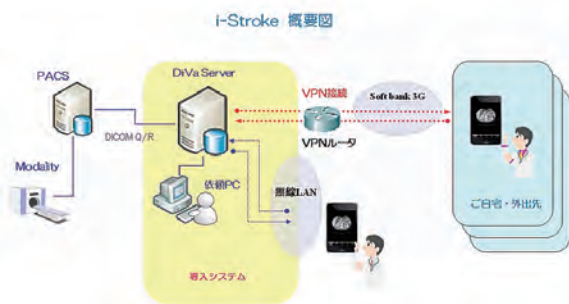 i-Stroke 概要図
PACS
DiVa Server
VPN接続
Softbank 3G
DICOM Q/R
VPNルータ
Modality
依頼PC
無線LAN
ご自宅・外出先
導入システム